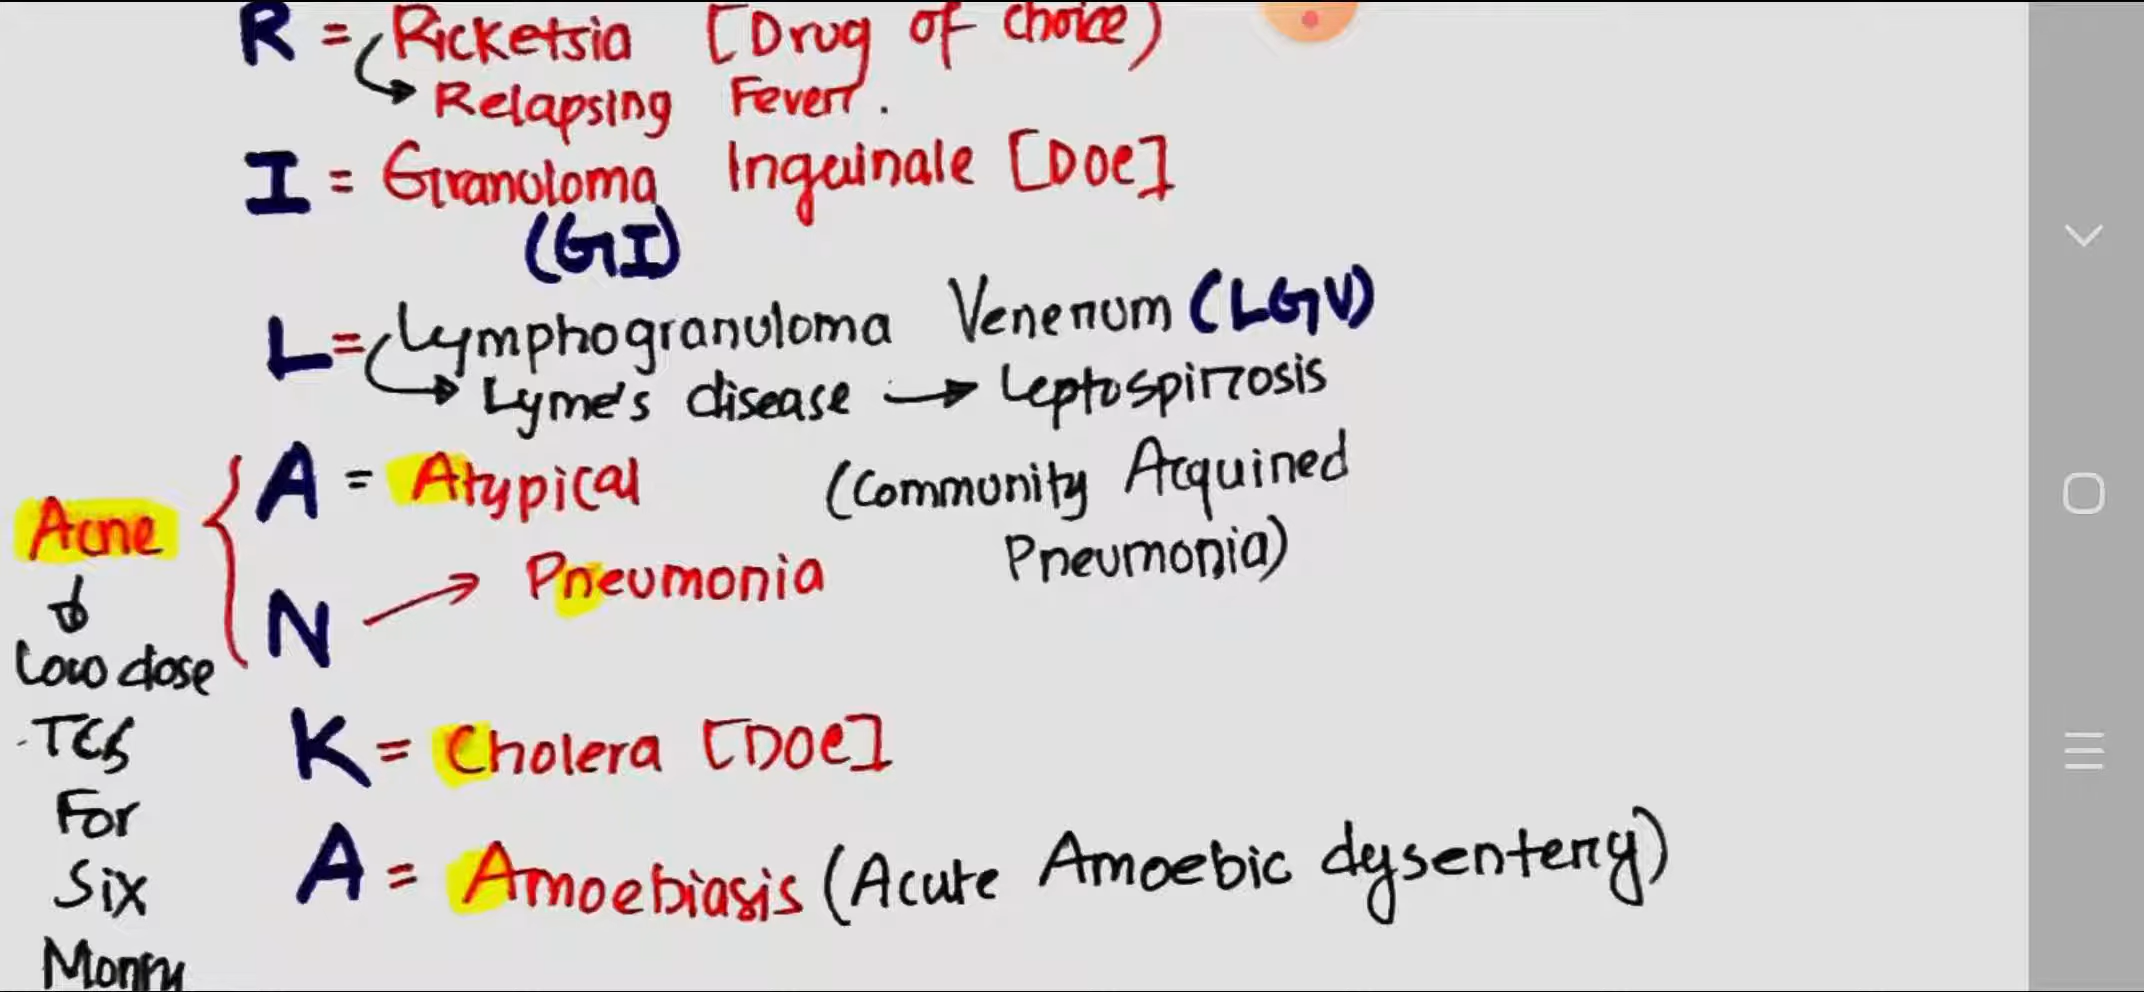 R = Ricketsia [Drug of choice)
→ Relapsing Fever.
I = Granuloma Inguinale [DOC]
(GI)
L = Lymphogranuloma Venerum (LGV)
→ Lyme's disease → Leptospirosis
A = Atypical (Community Acquired
Acne
N → Pneumonia Pneumonia)
Low dose
TCS
For
Six
Month
K = Cholera [DOC]
A = Amoebiasis (Acute Amoebic dysentery)